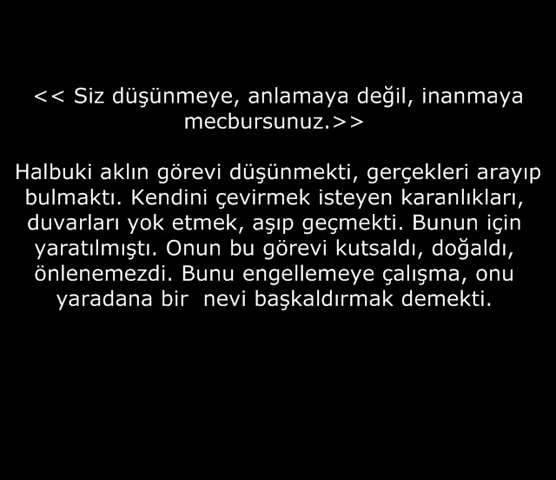 << Siz düşünmeye, anlamaya değil, inanmaya
mecbursunuz.>>
Halbuki aklın görevi düşünmekti, gerçekleri arayıp
bulmaktı. Kendini çevirmek isteyen karanlıkları,
duvarları yok etmek, aşıp geçmekti. Bunun için
yaratılmıştı. Onun bu görevi kutsaldı, doğaldı,
önlenemezdi. Bunu engellemeye çalışma, onu
yaradana bir  nevi başkaldırmak demekti.